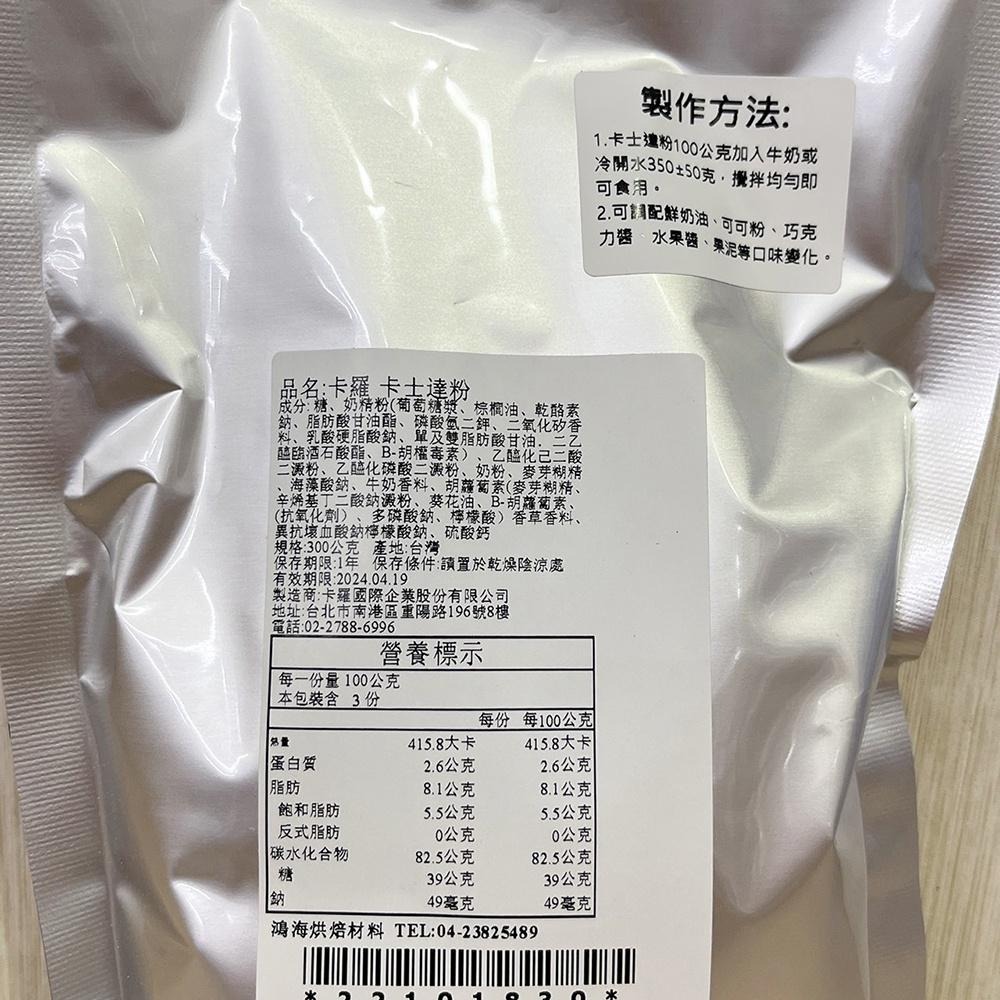 製作方法:
1.卡士達粉100公克加入牛奶或
冷開水350±50克，攪拌均勻即
可食用。
2.可調配鮮奶油、可可粉、巧克
力醬、水果醬、果泥等口味變化。
品名:卡羅 卡士達粉
成分:糖、奶精粉(葡萄糖漿、棕櫚油、乾酪素
鈉、脂肪酸甘油酯、磷酸氫二鉀、二氧化矽香
料、乳酸硬脂酸鈉、單及雙脂肪酸甘油．二乙
醯酒石酸酯、B-胡
蘿毒素）、乙醯化己二酸
二澱粉、乙醯化磷酸二澱粉、奶粉、麥芽糊精
、海藻酸鈉、牛奶香料、胡蘿蔔素(麥芽糊精、
辛烯基丁二酸鈉澱粉、葵花油、B-胡蘿蔔素、
(抗氧化劑）、多磷酸鈉、檸檬酸）香草香料、
異抗壞血酸鈉檸檬酸鈉、硫酸鈣
規格:300公克 產地:台灣
保存期限:1年 保存條件:請置於乾燥陰涼處
有效期限:2024.04.19
製造商:卡羅國際企業股份有限公司
地址:台北市南港區重陽路196號8樓
電話:02-2788-6996
營養標示
每一份量 100公克
本包裝含 3 份
每份 每100公克
熱量 415.8大卡 415.8大卡
蛋白質 2.6公克 2.6公克
脂肪 8.1公克 8.1公克
飽和脂肪 5.5公克 5.5公克
反式脂肪 0公克 0公克
碳水化合物 82.5公克 82.5公克
糖 39公克 39公克
鈉 49毫克 49毫克
鴻海烘焙材料 TEL:04-23825489
*22101830*